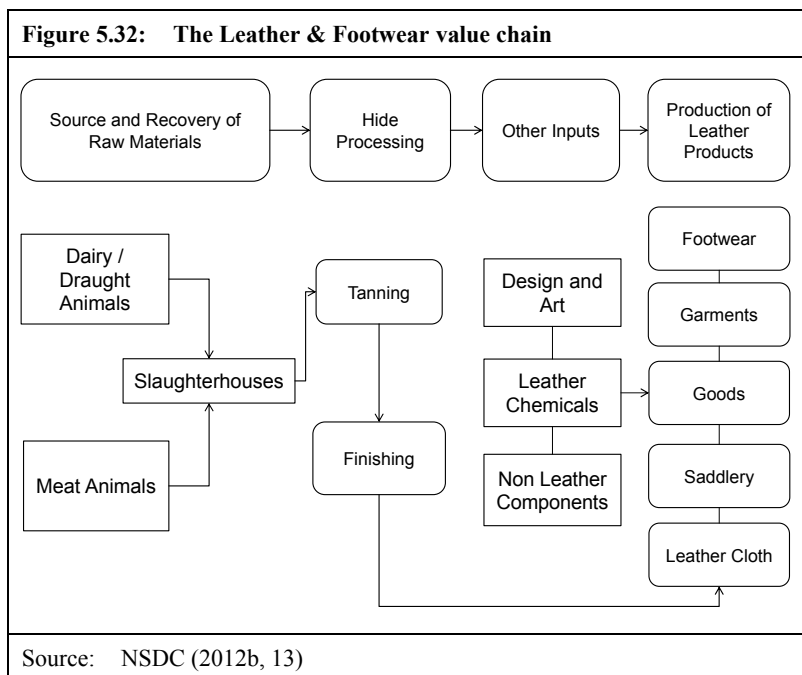 Figure 5.32: The Leather & Footwear value chain
Source and Recovery of
Raw Materials
Hide
Processing
Other Inputs
Production of
Leather
Products
Dairy /
Draught
Animals
Slaughterhouses
Meat Animals
Tanning
Finishing
Design and
Art
Leather
Chemicals
Non Leather
Components
Footwear
Garments
Goods
Saddlery
Leather Cloth
Source: NSDC (2012b, 13)